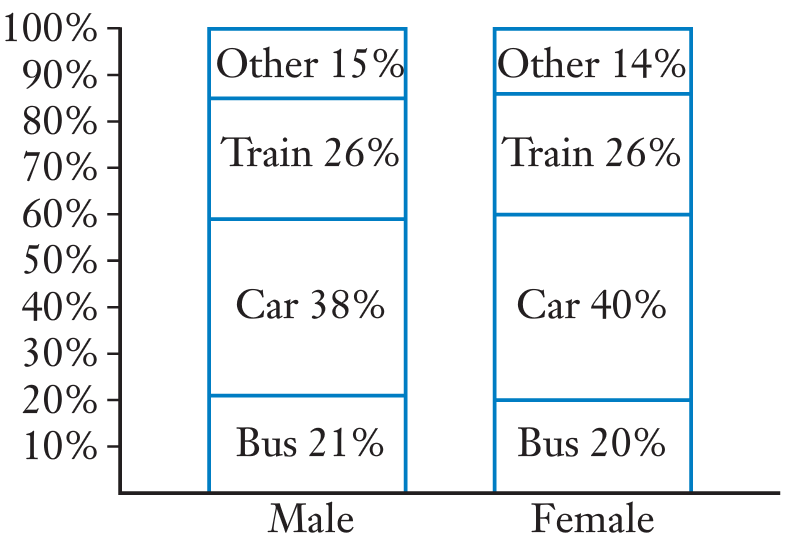 100%
90%
80%
70%
60%
50%
40%
30%
20%
10%
Other 15%
Train 26%
Car 38%
Bus 21%
Other 14%
Train 26%
Car 40%
Bus 20%
Male
Female